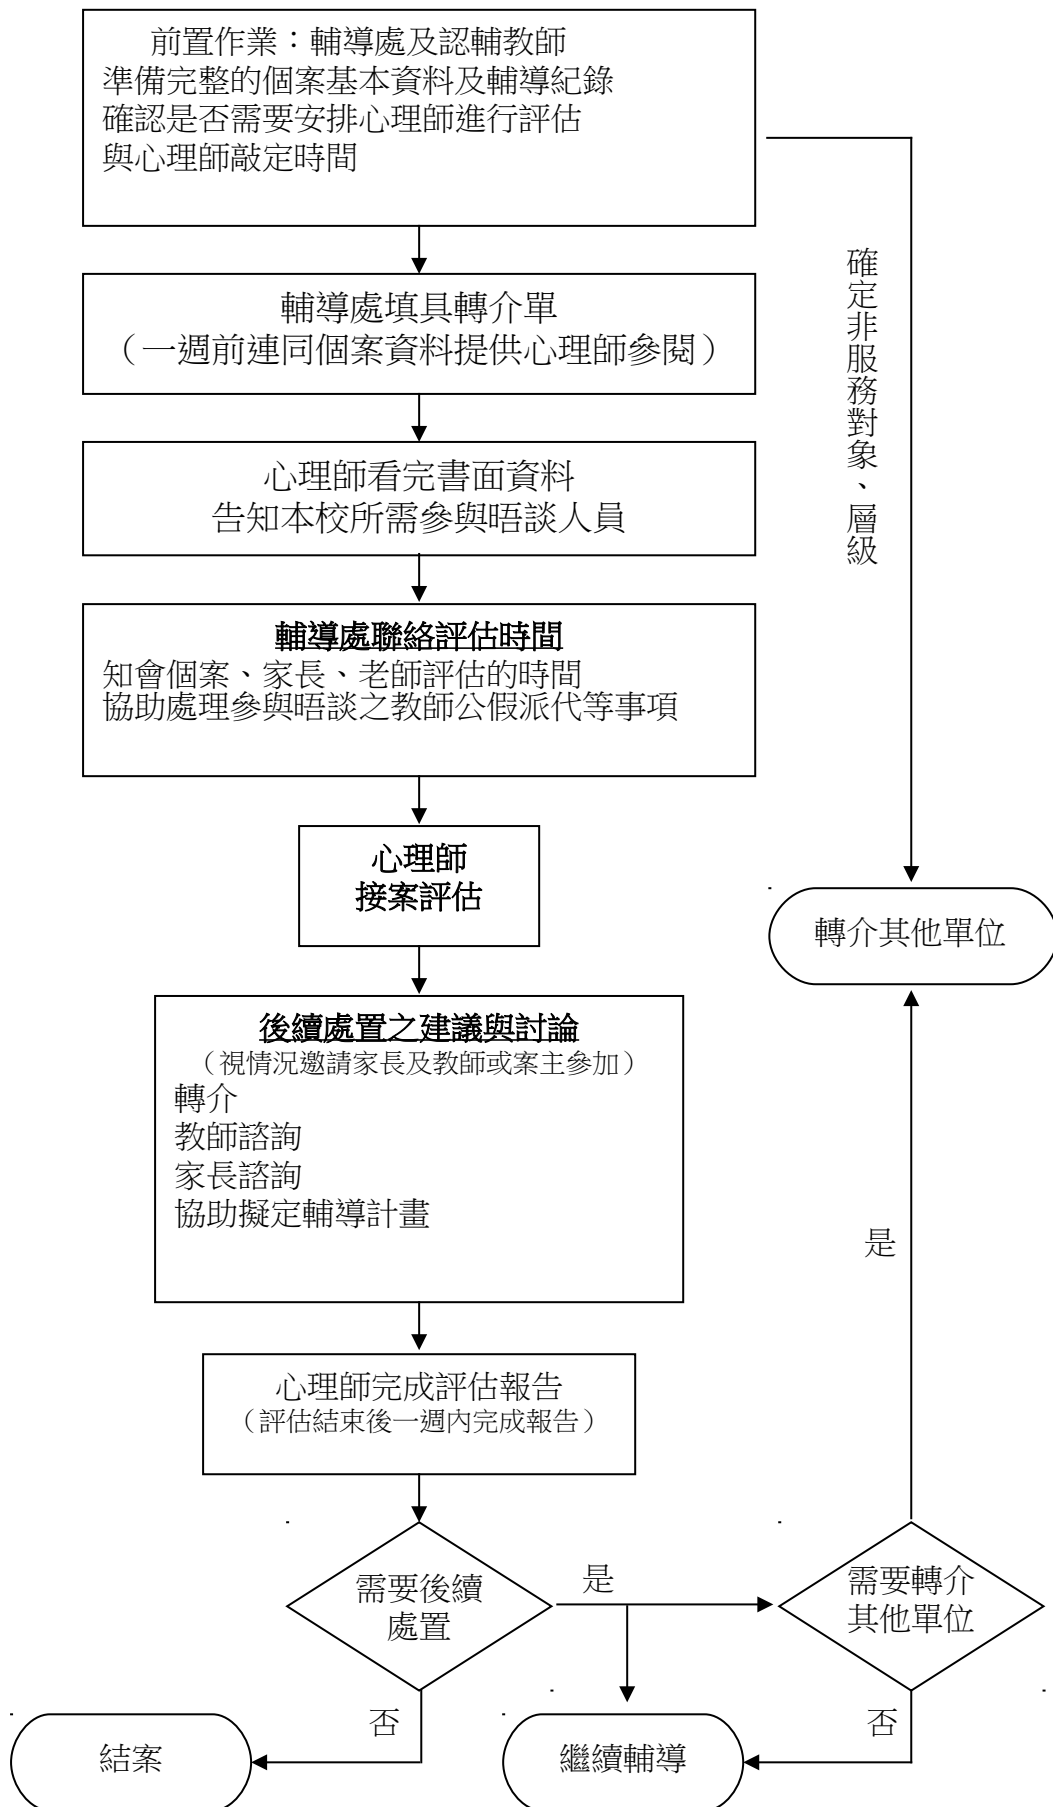 前置作業：輔導處及認輔教師
準備完整的個案基本資料及輔導紀錄
確認是否需要安排心理師進行評估
與心理師敲定時間
確定非服務對象、層級
輔導處填具轉介單
（一週前連同個案資料提供心理師參閱）
心理師看完書面資料
告知本校所需參與晤談人員
輔導處聯絡評估時間
知會個案、家長、老師評估的時間
協助處理參與晤談之教師公假派代等事項
心理師
接案評估
轉介其他單位
後續處置之建議與討論
（視情況邀請家長及教師或案主參加）
轉介
教師諮詢
家長諮詢
協助擬定輔導計畫
是
心理師完成評估報告
（評估結束後一週內完成報告）
需要後續
處置
是
需要轉介
其他單位
否
否
結案
繼續輔導